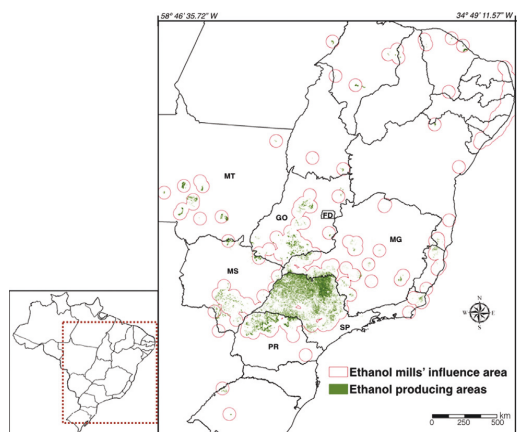 58° 46' 35.72" W 34° 49' 11.57" W
MT
GO FD
MG
MS
SP
PR
N
W E
S
Ethanol mills' influence area
Ethanol producing areas
km
0 250 500